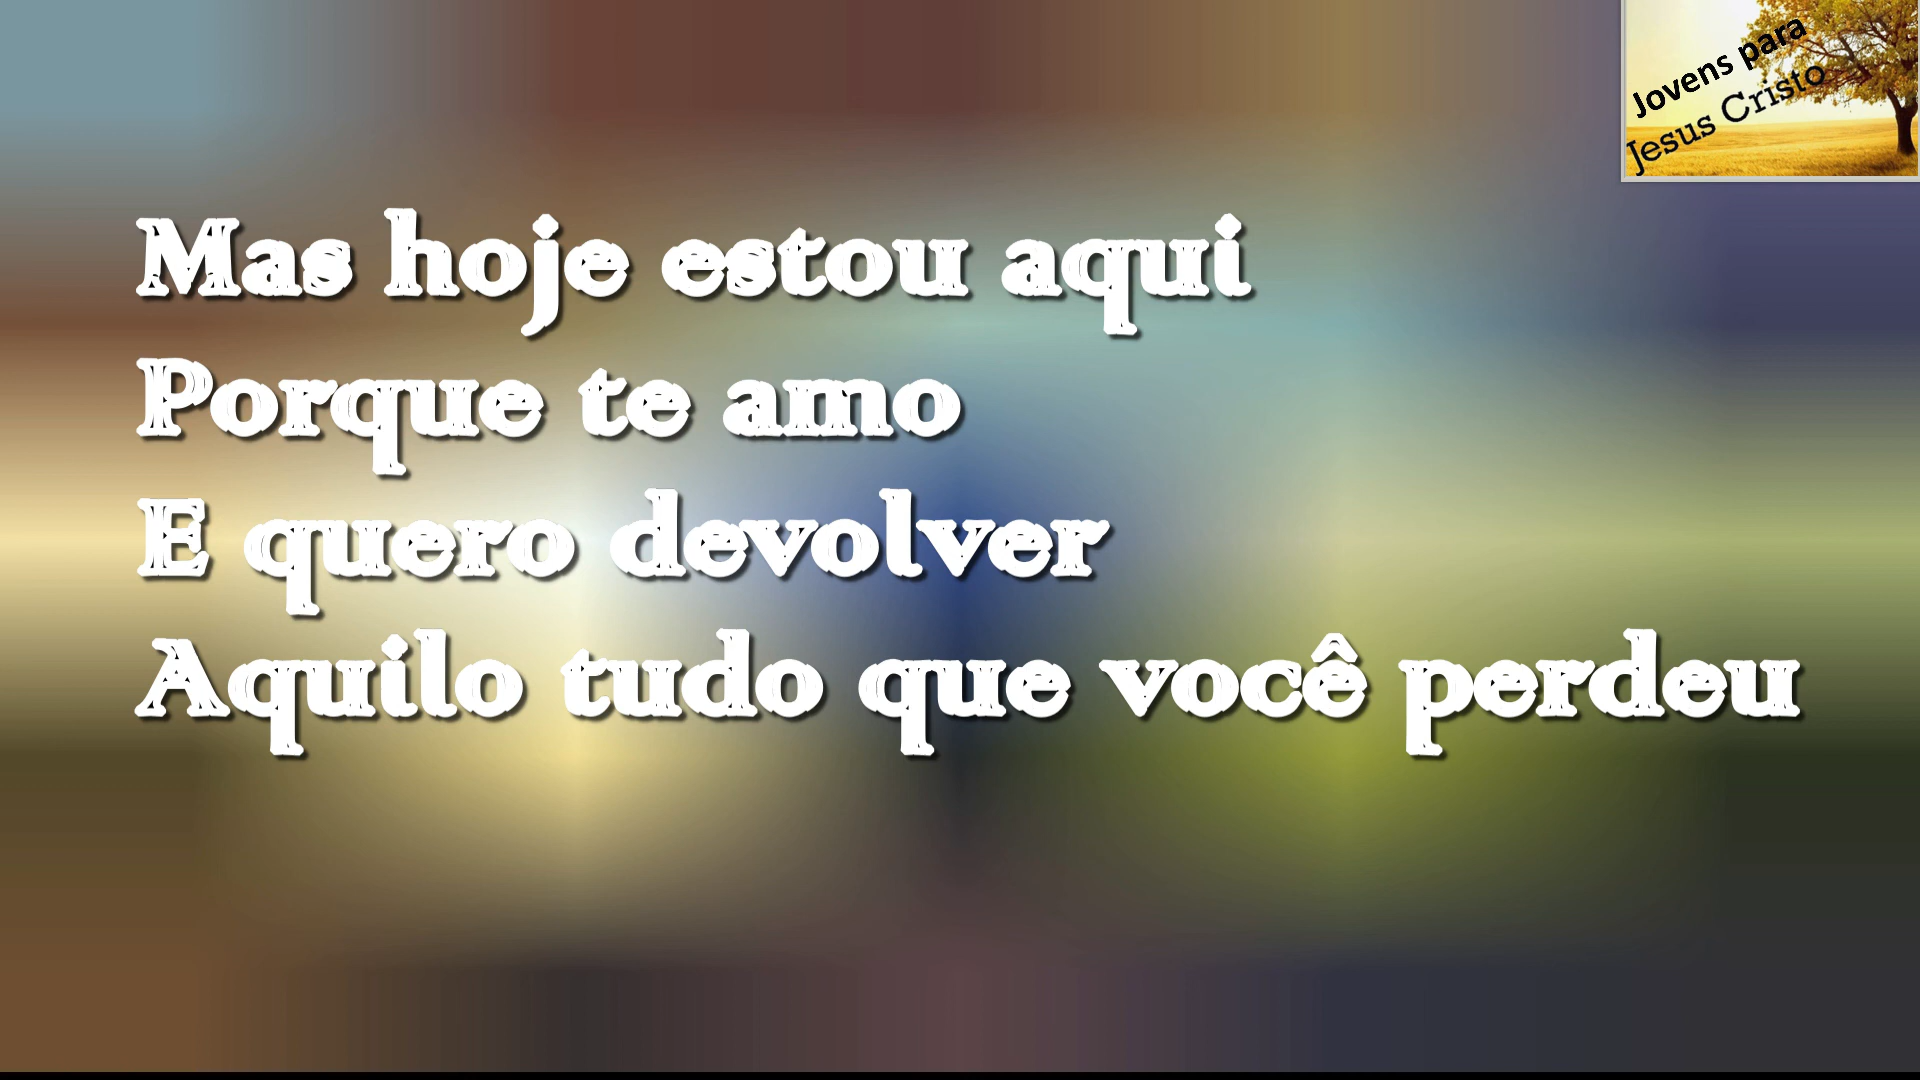 Jovens para
Jesus Cristo
Mas hoje estou aqui
Porque te amo
E quero devolver
Aquilo tudo que você perdeu